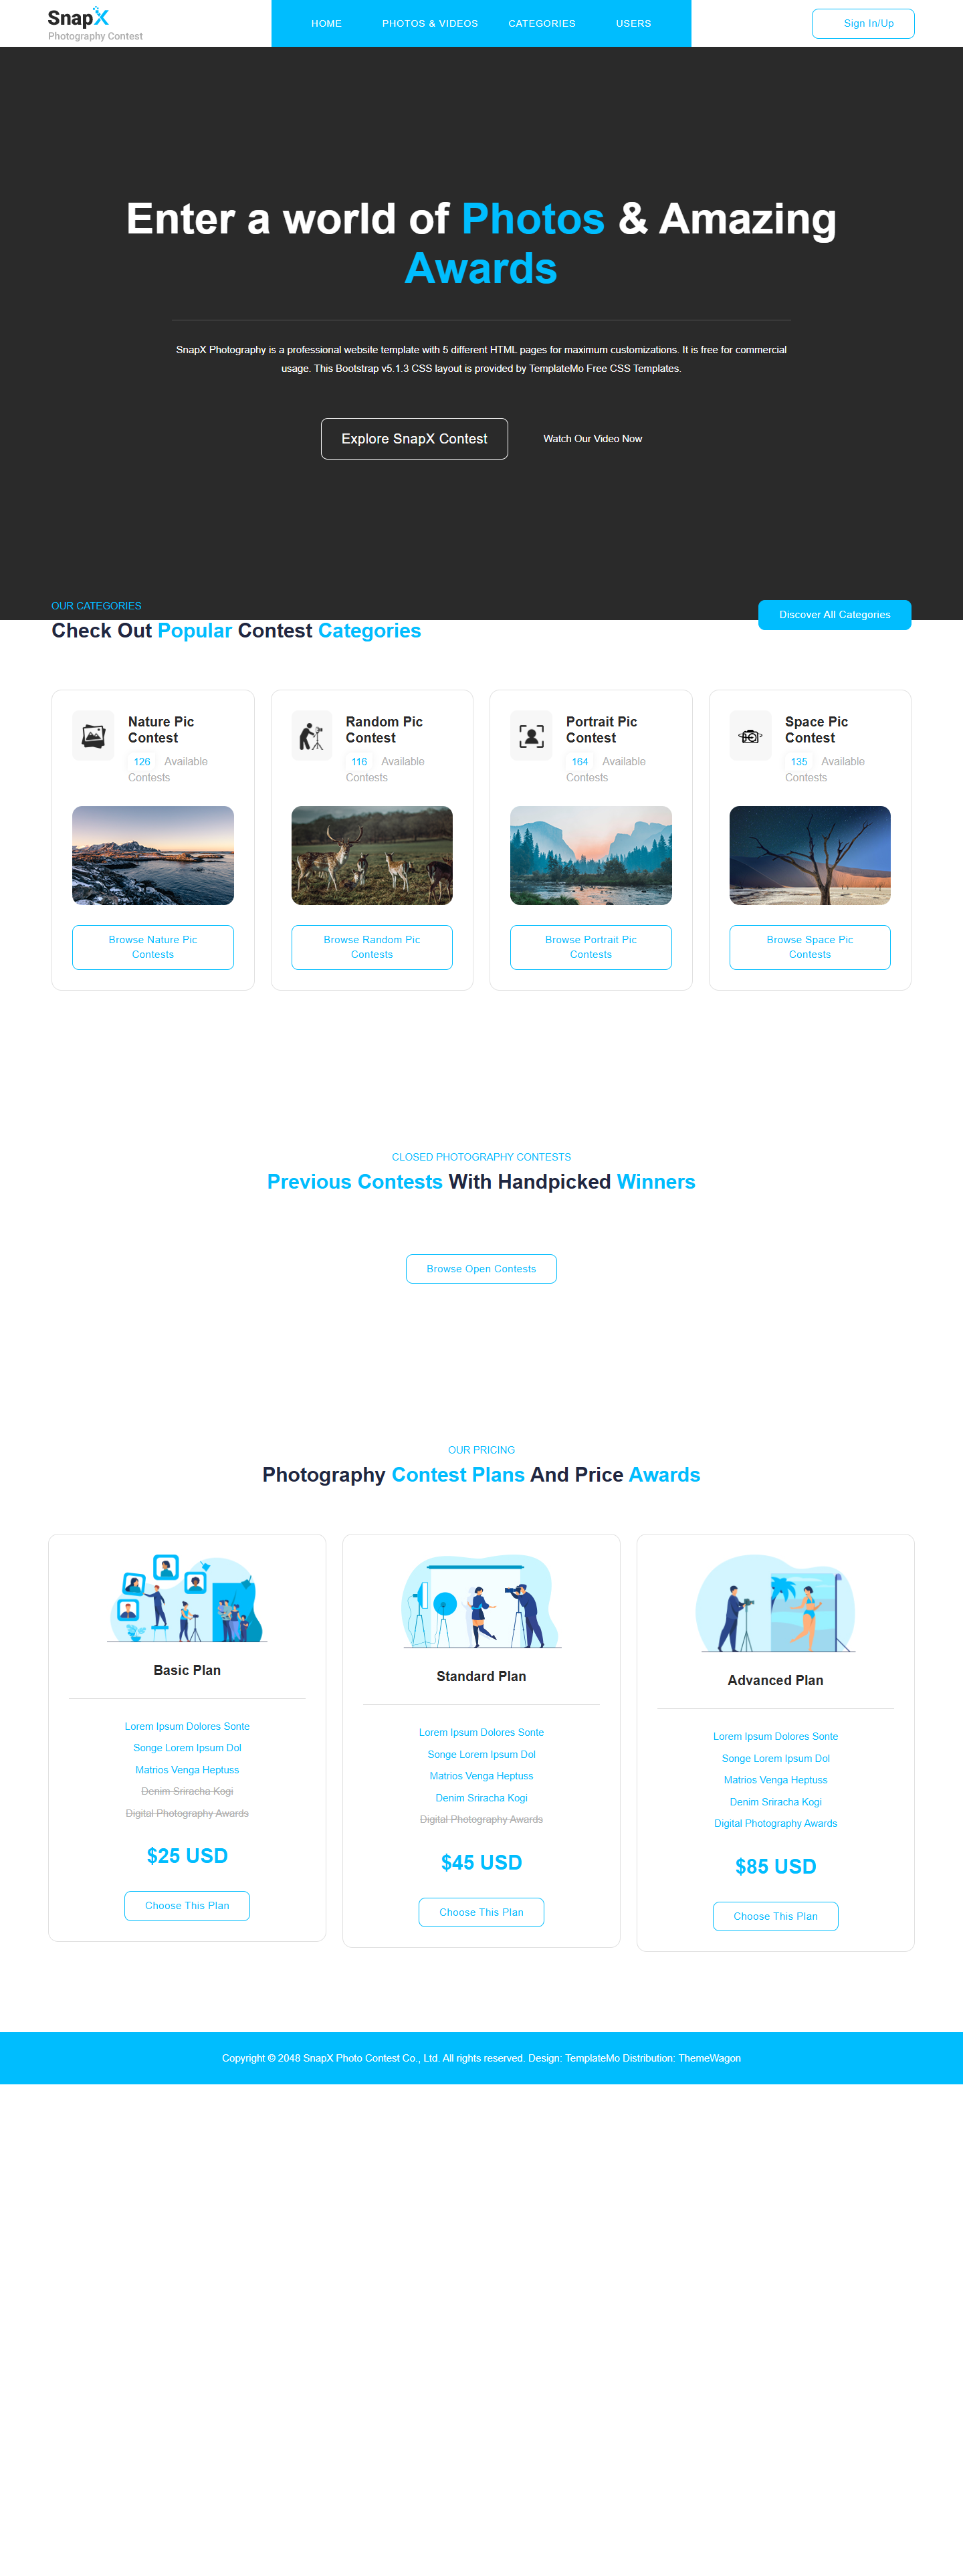 SnapX
Photography Contest
HOME
PHOTOS & VIDEOS
CATEGORIES
USERS
Sign In/Up
Enter a world of Photos & Amazing
Awards
SnapX Photography is a professional website template with 5 different HTML pages for maximum customizations. It is free for commercial
usage. This Bootstrap v5.1.3 CSS layout is provided by TemplateMo Free CSS Templates.
Explore SnapX Contest
Watch Our Video Now
OUR CATEGORIES
Check Out Popular Contest Categories
Discover All Categories
Nature Pic
Contest
126 Available
Contests
Browse Nature Pic
Contests
Random Pic
Contest
116 Available
Contests
Browse Random Pic
Contests
Portrait Pic
Contest
164 Available
Contests
Browse Portrait Pic
Contests
Space Pic
Contest
135 Available
Contests
Browse Space Pic
Contests
CLOSED PHOTOGRAPHY CONTESTS
Previous Contests With Handpicked Winners
Browse Open Contests
OUR PRICING
Photography Contest Plans And Price Awards
Basic Plan
Lorem Ipsum Dolores Sonte
Songe Lorem Ipsum Dol
Matrios Venga Heptuss
Denim Sriracha Kogi
Digital Photography Awards
$25 USD
Choose This Plan
Standard Plan
Lorem Ipsum Dolores Sonte
Songe Lorem Ipsum Dol
Matrios Venga Heptuss
Denim Sriracha Kogi
Digital Photography Awards
$45 USD
Choose This Plan
Advanced Plan
Lorem Ipsum Dolores Sonte
Songe Lorem Ipsum Dol
Matrios Venga Heptuss
Denim Sriracha Kogi
Digital Photography Awards
$85 USD
Choose This Plan
Copyright © 2048 SnapX Photo Contest Co., Ltd. All rights reserved. Design: TemplateMo Distribution: ThemeWagon